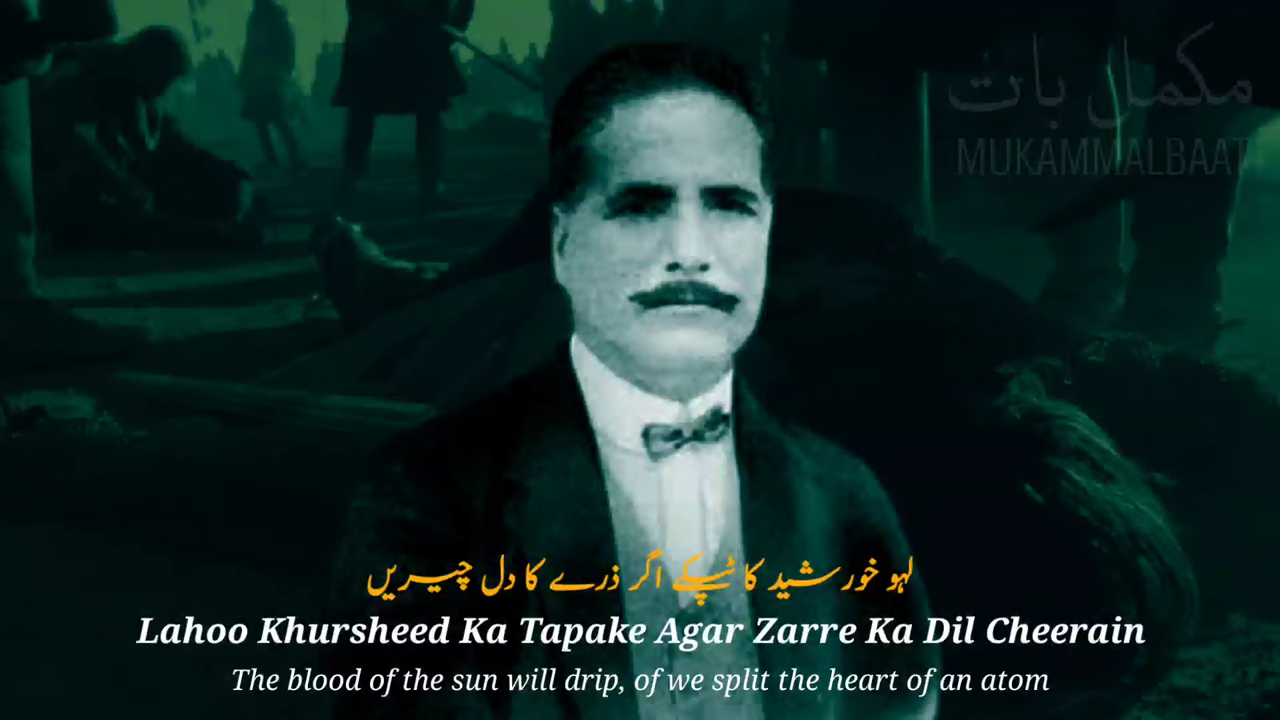 مکمل بات
MUKAMMALBAAT
لہو خورشید کا ٹپکے اگر ذرے کا دل چیریں
Lahoo Khursheed Ka Tapake Agar Zarre Ka Dil Cheerain
The blood of the sun will drip, of we split the heart of an atom